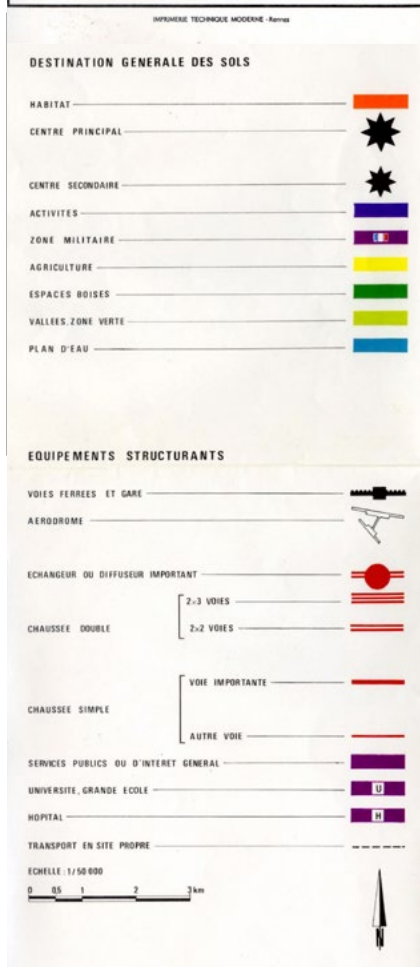 IMPRIMERIE TECHNIQUE MODERNE - Rennes
DESTINATION GENERALE DES SOLS
HABITAT
CENTRE PRINCIPAL
CENTRE SECONDAIRE
ACTIVITES
ZONE MILITAIRE
AGRICULTURE
ESPACES BOISES
VALLEES, ZONE VERTE
PLAN D'EAU
EQUIPEMENTS STRUCTURANTS
VOIES FERREES ET GARE
AERODROME
ECHANGEUR OU DIFFUSEUR IMPORTANT
2×3 VOIES
CHAUSSEE DOUBLE 2×2 VOIES
VOIE IMPORTANTE
CHAUSSEE SIMPLE
AUTRE VOIE
SERVICES PUBLICS OU D'INTERET GENERAL
UNIVERSITE, GRANDE ECOLE U
HOPITAL H
TRANSPORT EN SITE PROPRE
ECHELLE : 1/50 000
0 0,5 1 2 3 km
N